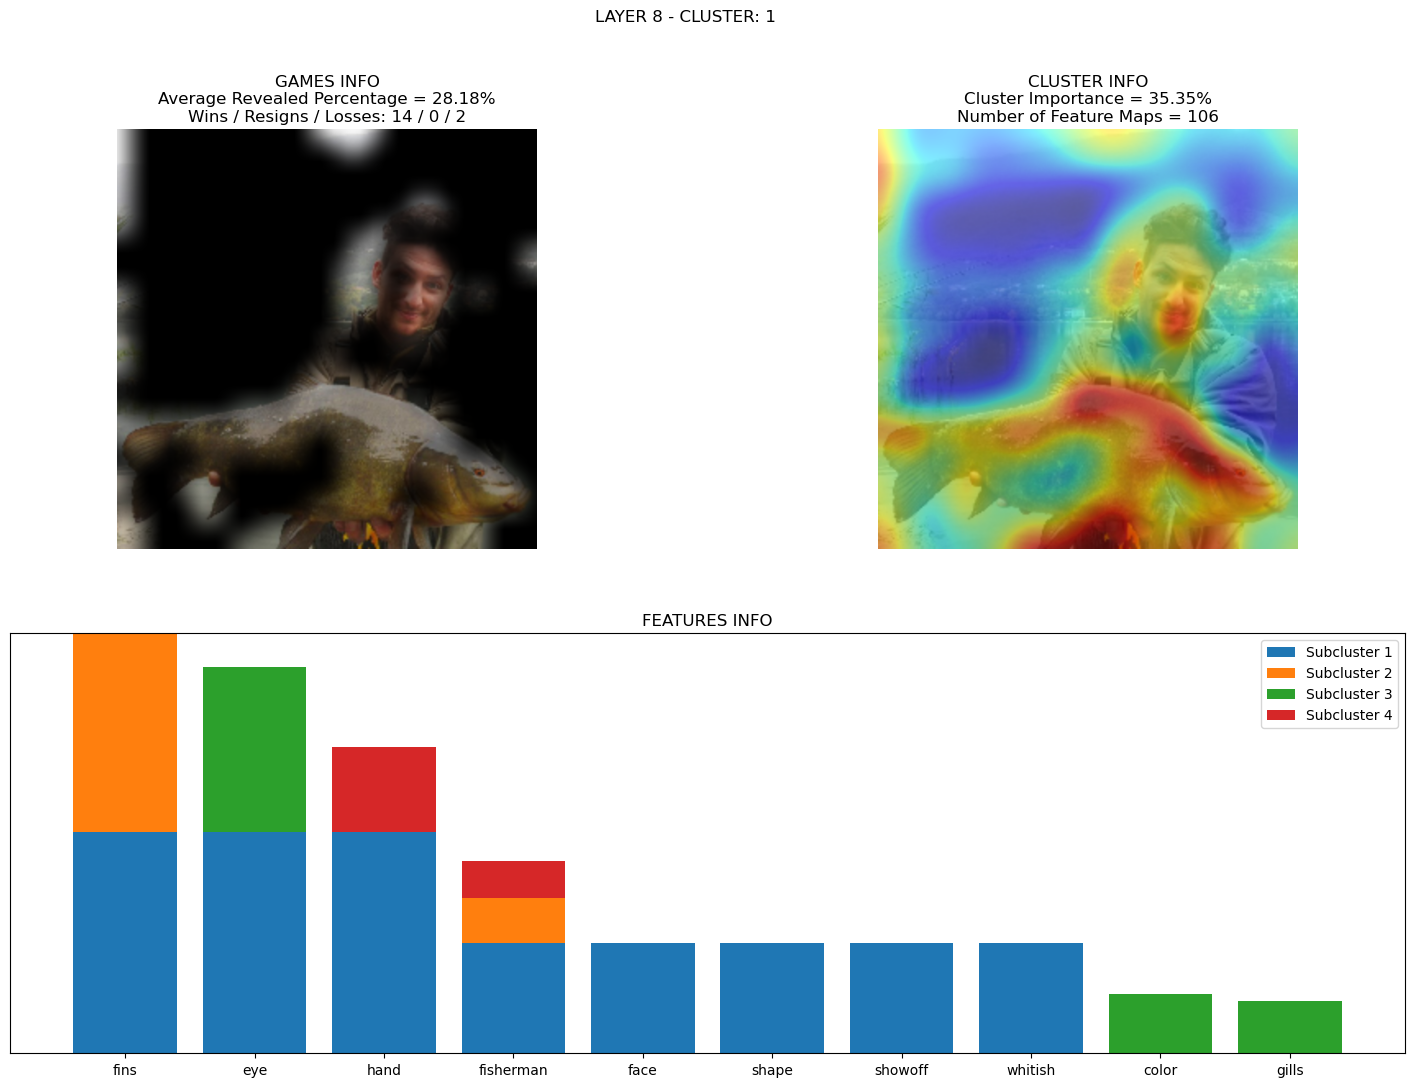 LAYER 8 - CLUSTER: 1
GAMES INFO
Average Revealed Percentage = 28.18%
Wins / Resigns / Losses: 14 / 0 / 2
CLUSTER INFO
Cluster Importance = 35.35%
Number of Feature Maps = 106
FEATURES INFO
Subcluster 1
Subcluster 2
Subcluster 3
Subcluster 4
fins eye hand fisherman face shape showoff whitish color gills